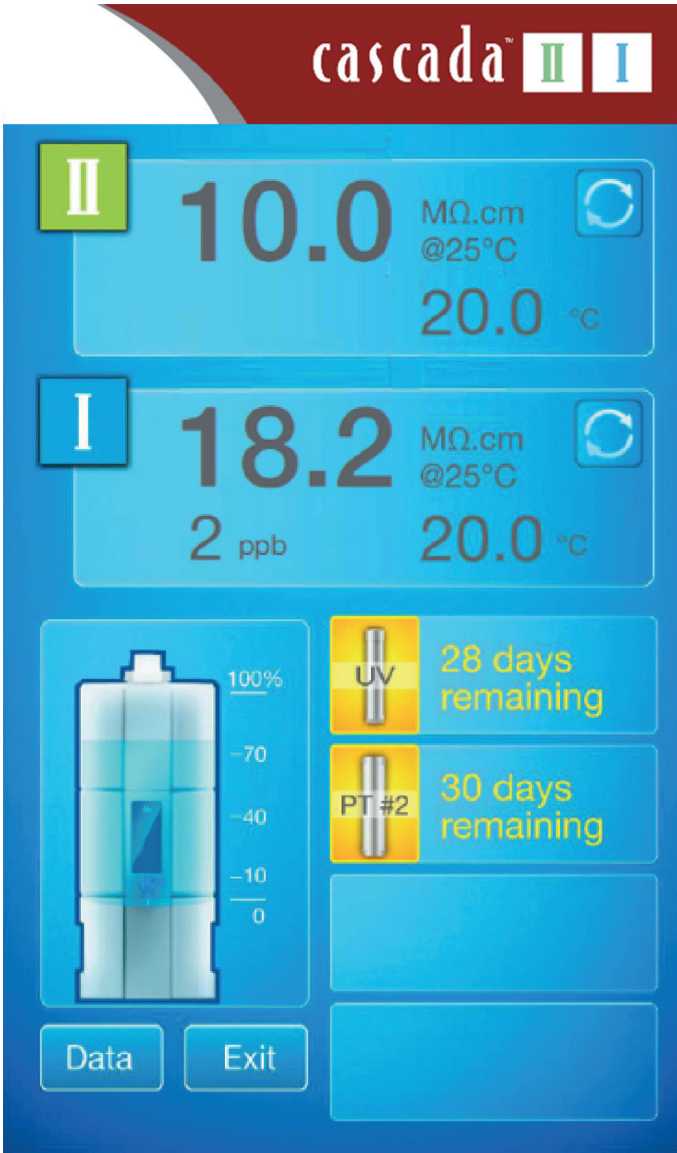 cascada™ II I
II
10.0 MΩ.cm
@25°C
20.0 °C
I
18.2 MΩ.cm
@25°C
2 ppb 20.0 °C
100%
–70
–40
–10
0
UV
28 days
remaining
PT #2
30 days
remaining
Data
Exit